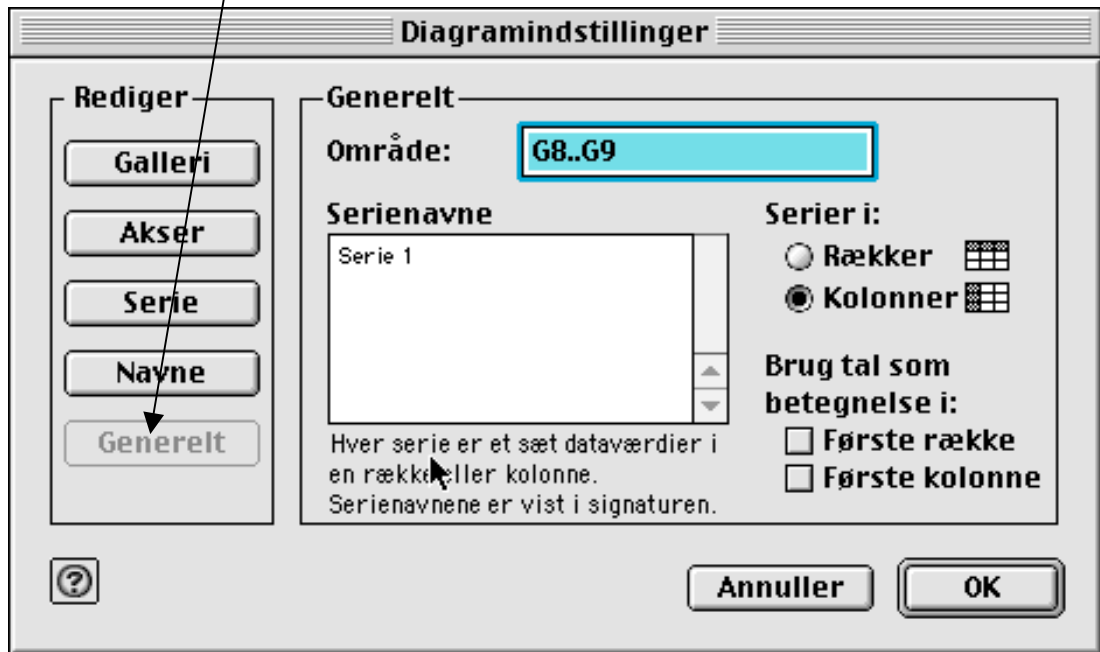 Diagramindstillinger
Rediger
Galleri
Akser
Serie
Navne
Generelt
Generelt
Område: G8..G9
Serienavne
Serie 1
Hver serie er et sæt dataværdier i
en række eller kolonne.
Serienavnene er vist i signaturen.
Serier i:
Rækker
Kolonner
Brug tal som
betegnelse i:
Første række
Første kolonne
Annuller
OK